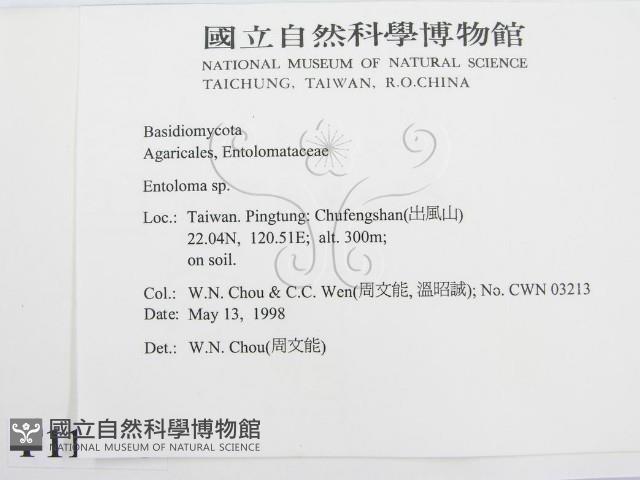 國立自然科學博物館
NATIONAL MUSEUM OF NATURAL SCIENCE
TAICHUNG, TAIWAN, R.O.CHINA
Basidiomycota
Agaricales, Entolomataceae
Entoloma sp.
Loc.: Taiwan. Pingtung: Chufengshan(出風山)
22.04N, 120.51E; alt. 300m;
on soil.
Col.: W.N. Chou & C.C. Wen(周文能, 溫昭誠); No. CWN 03213
Date: May 13, 1998
Det.: W.N. Chou(周文能)
國立自然科學博物館
NATIONAL MUSEUM OF NATURAL SCIENCE